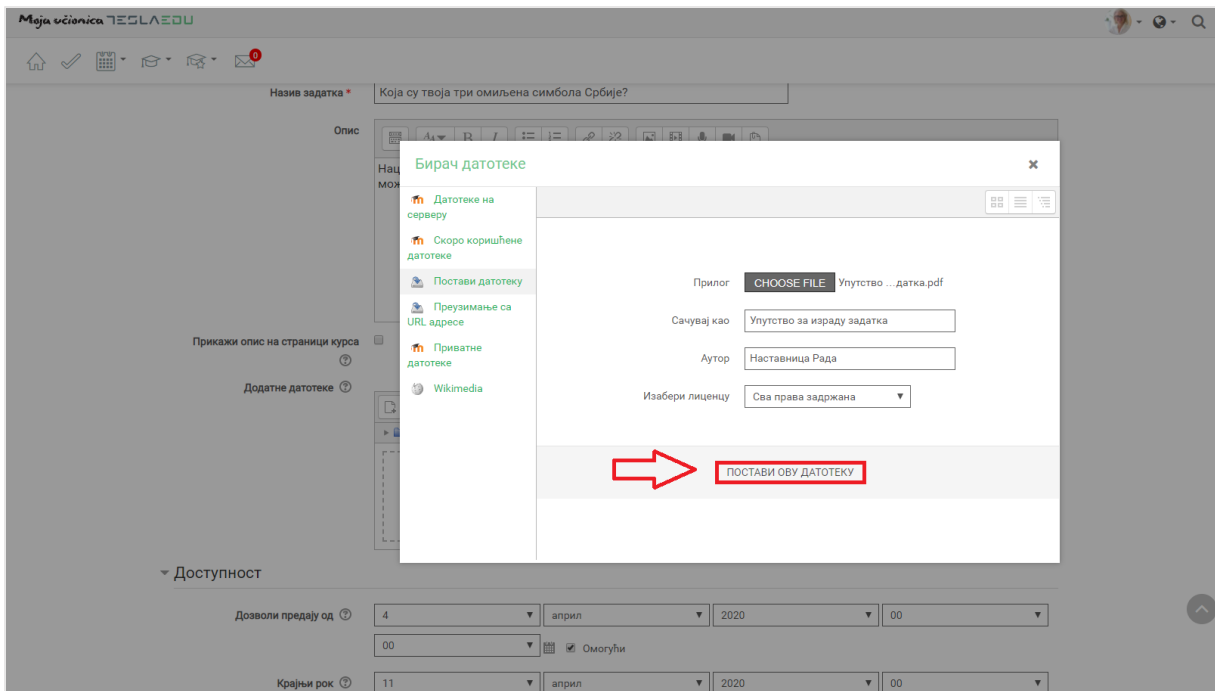 Moja učionica TESLAEDU
0
Назив задатка *
Која су твоја три омиљена симбола Србије?
Опис
B I
Нац
мож
Бирач датотеке
Датотеке на
серверу
Скоро коришћене
датотеке
Постави датотеку
Преузимање са
URL адресе
Приватне
датотеке
Wikimedia
Прилог CHOOSE FILE Упутство …датка.pdf
Сачувај као Упутство за израду задатка
Аутор Наставница Рада
Изабери лиценцу Сва права задржана
ПОСТАВИ ОВУ ДАТОТЕКУ
Прикажи опис на страници курса
Додатне датотеке
Доступност
Дозволи предају од 4 април 2020 00
00 Омогући
Крајњи рок 11 април 2020 00